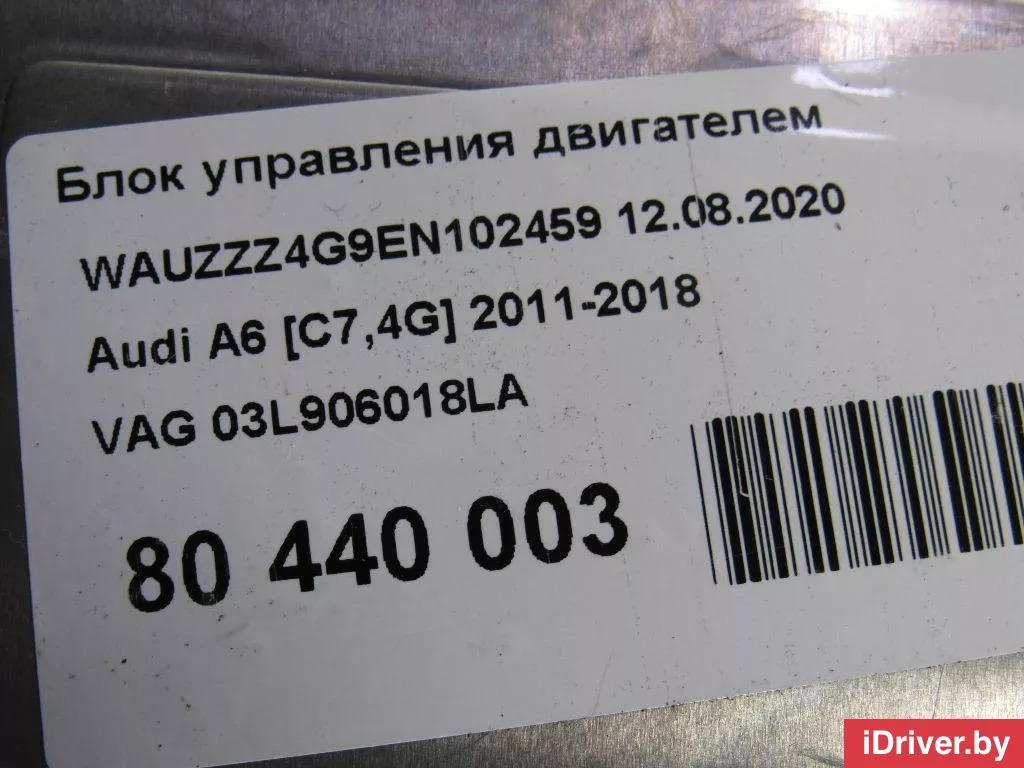 Блок управления двигателем
WAUZZZ4G9EN102459 12.08.2020
Audi A6 [C7,4G] 2011-2018
VAG 03L906018LA
80 440 003
iDriver.by